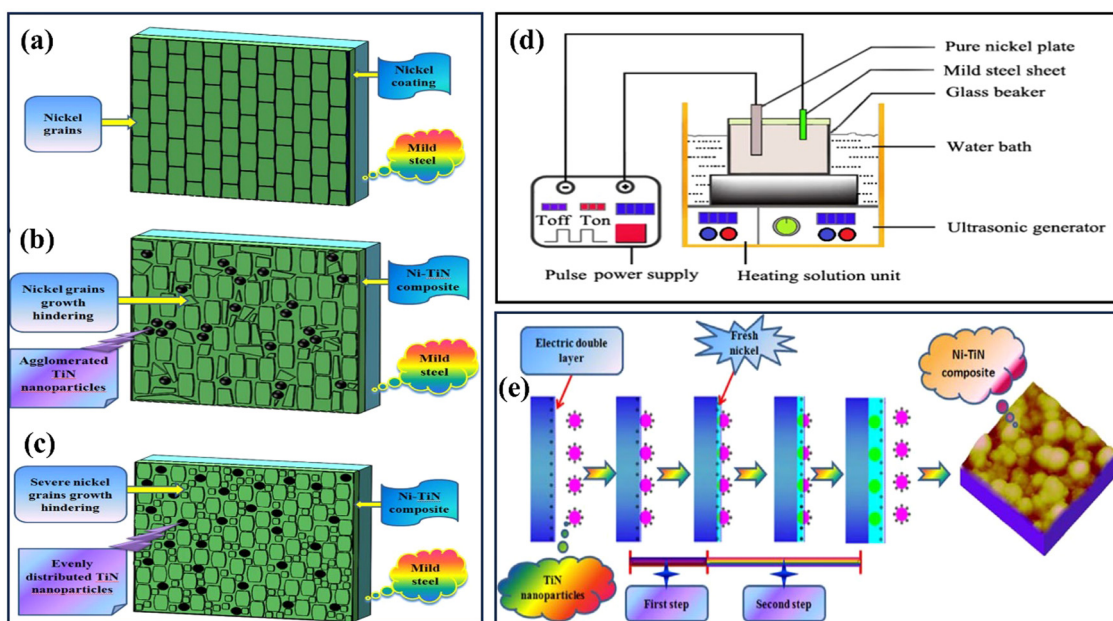 (a)
Nickel
coating
Nickel
grains
Mild
steel
(b)
Nickel grains
growth
hindering
Agglomerated
TiN
nanoparticles
Ni-TiN
composite
Mild
steel
(c)
Severe nickel
grains growth
hindering
Evenly
distributed TiN
nanoparticles
Ni-TiN
composite
Mild
steel
(d)
Pure nickel plate
Mild steel sheet
Glass beaker
Water bath
Ultrasonic generator
Toff Ton
Pulse power supply
Heating solution unit
(e)
Electric double
layer
Fresh
nickel
Ni-TiN
composite
TiN
nanoparticles
First step
Second step